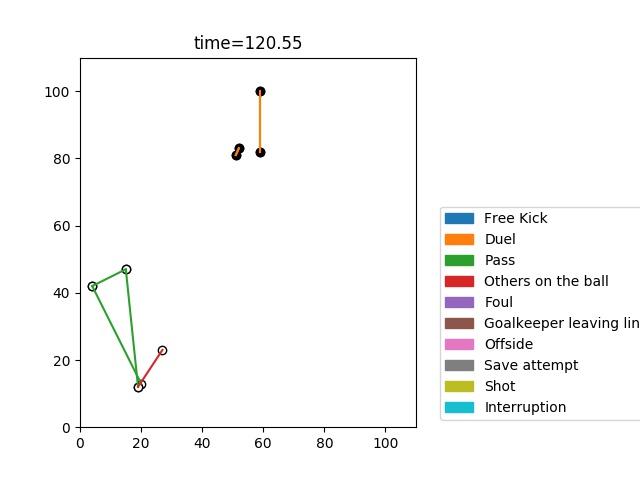 time=120.55
100
80
60
40
20
0
0 20 40 60 80 100
Free Kick
Duel
Pass
Others on the ball
Foul
Goalkeeper leaving lin
Offside
Save attempt
Shot
Interruption